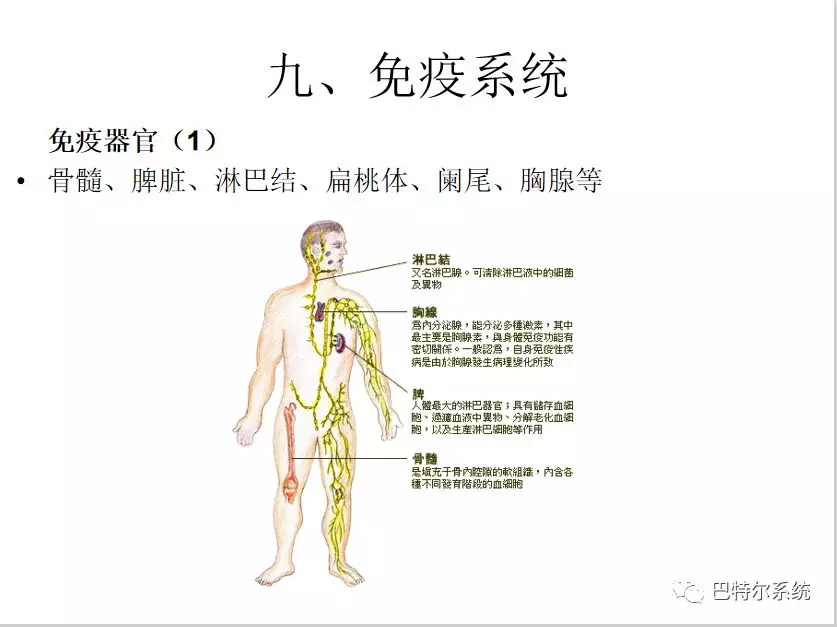 九、免疫系统
免疫器官（1）
• 骨髓、脾脏、淋巴结、扁桃体、阑尾、胸腺等
淋巴結
又名淋巴腺。可清除淋巴液中的細菌
及異物
胸線
為內分泌腺，能分泌多種激素，其中
最主要是胸腺素，與身體免疫功能有
密切關係。一般認為，自身免疫性疾
病是由於胸腺發生病理變化所致
脾
人體最大的淋巴器官；具有儲存血細
胞、過濾血液中異物、分解老化血細
胞，以及生産淋巴細胞等作用
骨髓
是填充于骨內腔隙的軟組織，內含各
種不同發育階段的血細胞
巴特尔系统